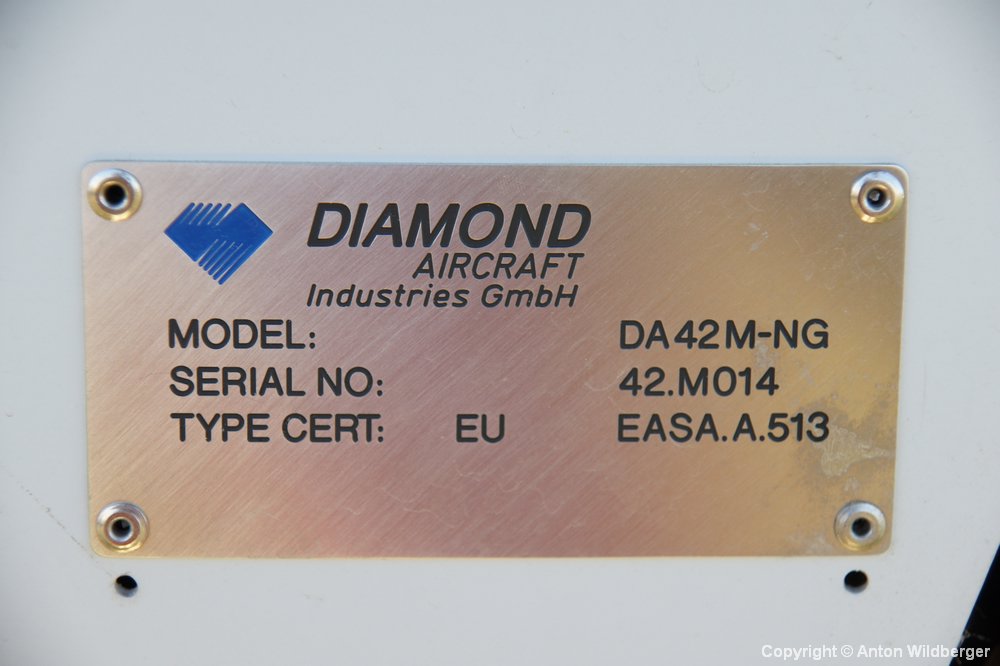 DIAMOND
AIRCRAFT
Industries GmbH
MODEL: DA42M-NG
SERIAL NO: 42.M014
TYPE CERT: EU EASA.A.513
Copyright © Anton Wildberger